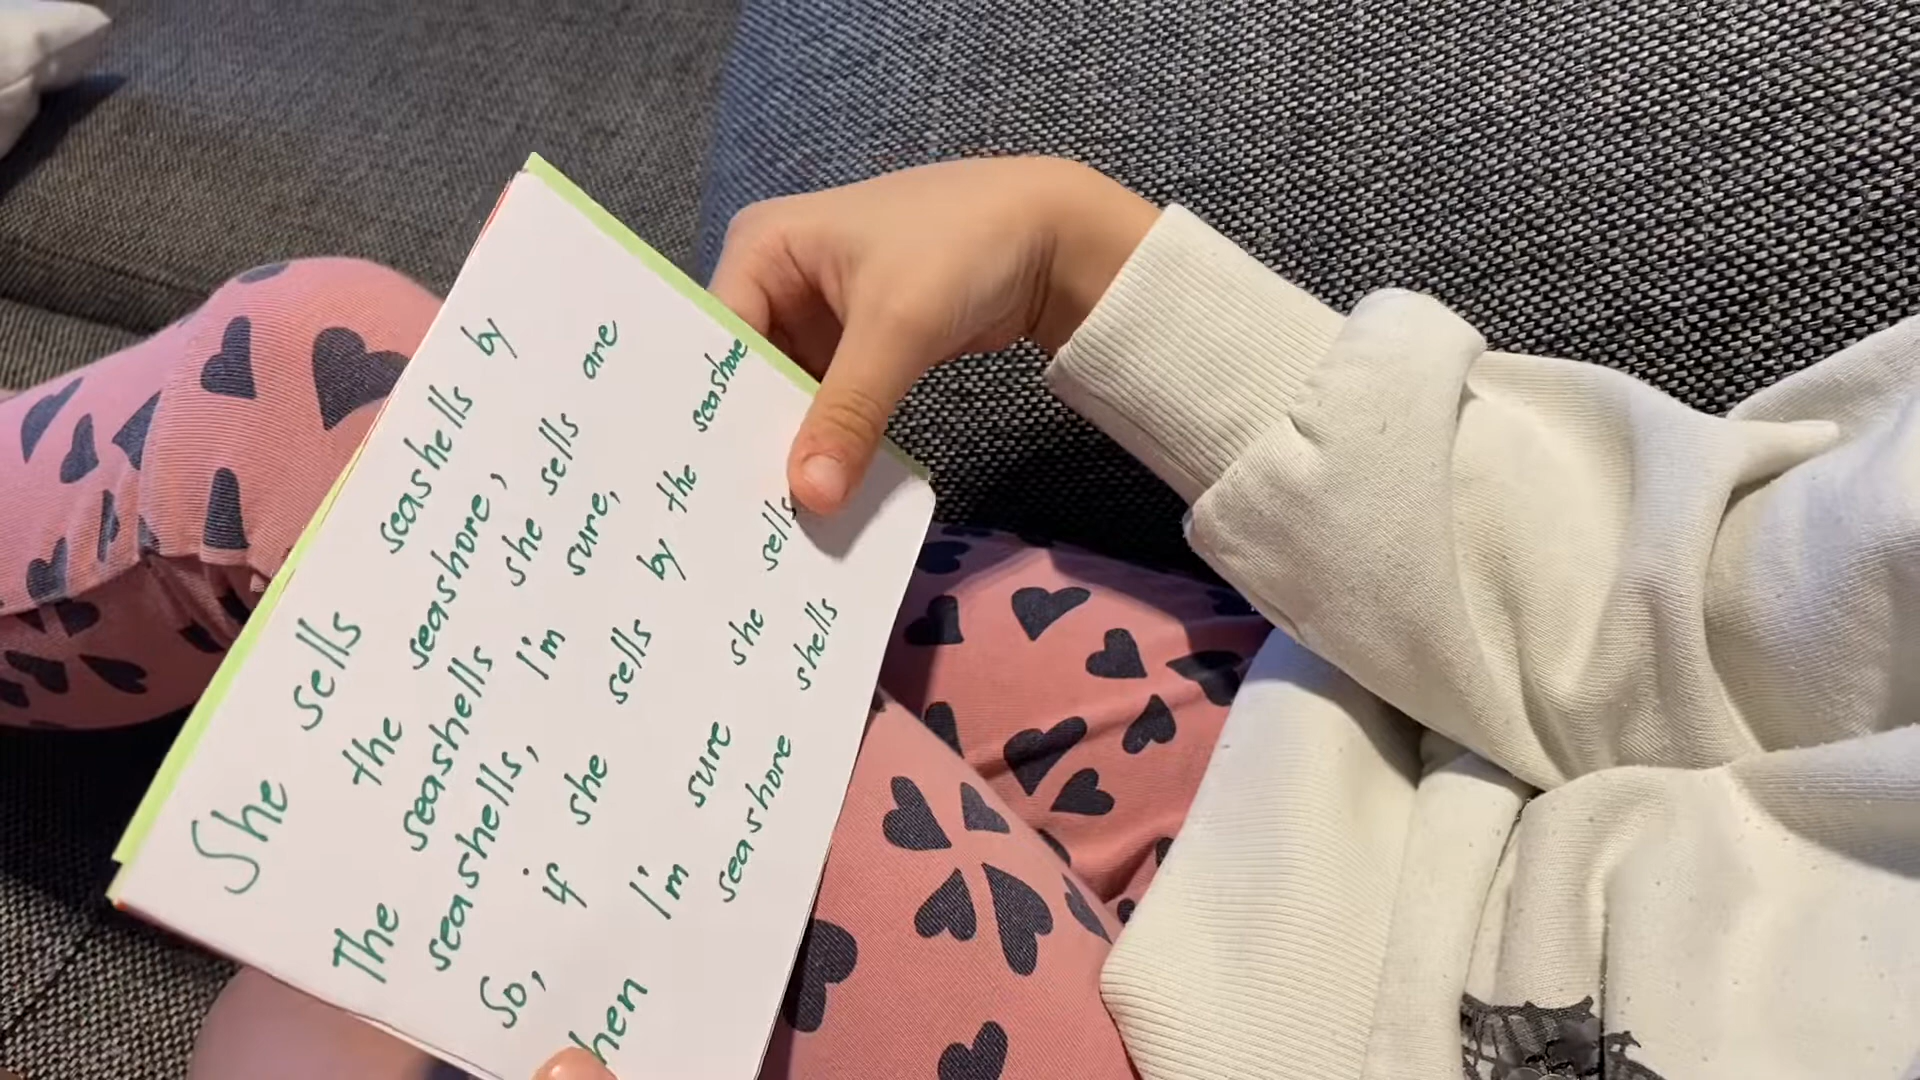 She sells seashells by
the seashore,
The seashells she sells are
seashells, I'm sure,
So, if she sells by the seashore
hen I'm sure she sells
seashore shells